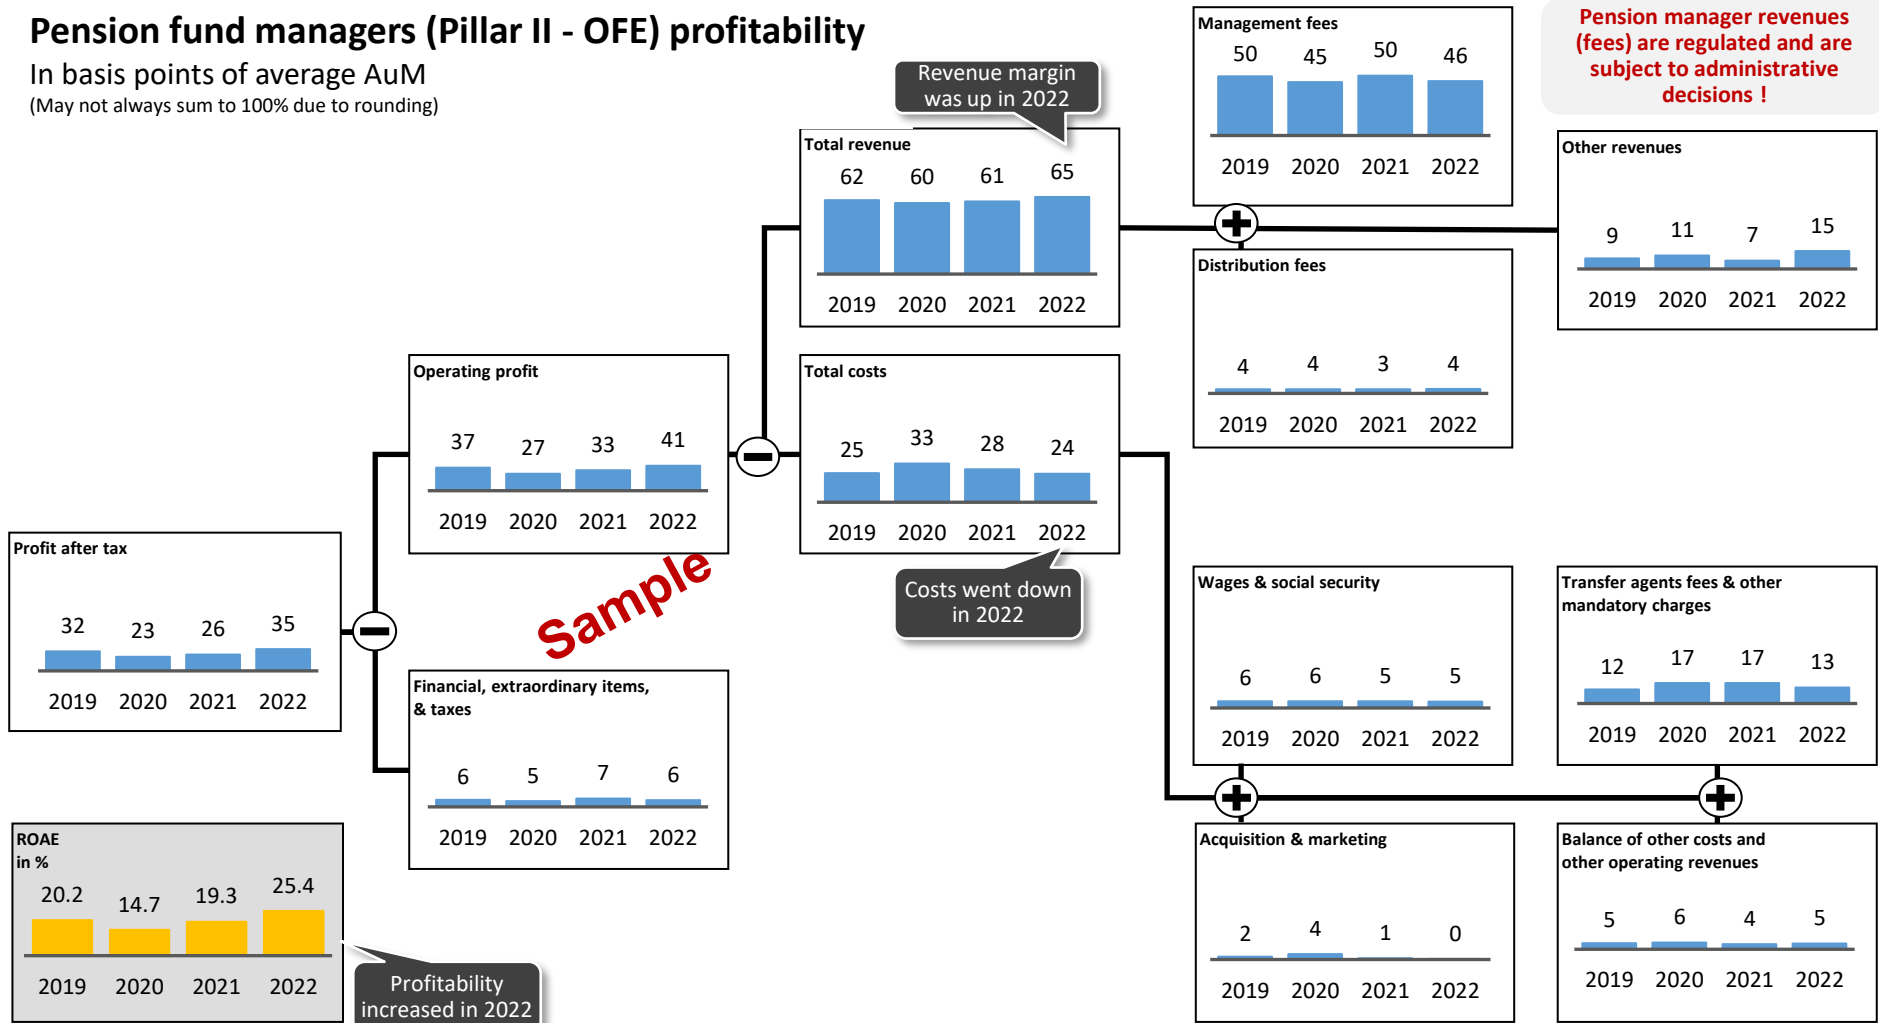 Pension fund managers (Pillar II - OFE) profitability
In basis points of average AuM
(May not always sum to 100% due to rounding)
Pension manager revenues
(fees) are regulated and are
subject to administrative
decisions !
Revenue margin
was up in 2022
Management fees
50 45 50 46
2019 2020 2021 2022
Total revenue
62 60 61 65
2019 2020 2021 2022
Other revenues
9 11 7 15
2019 2020 2021 2022
Distribution fees
4 4 3 4
2019 2020 2021 2022
Operating profit
37 27 33 41
2019 2020 2021 2022
Total costs
25 33 28 24
2019 2020 2021 2022
Costs went down
in 2022
Sample
Profit after tax
32 23 26 35
2019 2020 2021 2022
Financial, extraordinary items,
& taxes
6 5 7 6
2019 2020 2021 2022
Wages & social security
6 6 5 5
2019 2020 2021 2022
Transfer agents fees & other
mandatory charges
12 17 17 13
2019 2020 2021 2022
ROAE
in %
20.2 14.7 19.3 25.4
2019 2020 2021 2022
Profitability
increased in 2022
Acquisition & marketing
2 4 1 0
2019 2020 2021 2022
Balance of other costs and
other operating revenues
5 6 4 5
2019 2020 2021 2022